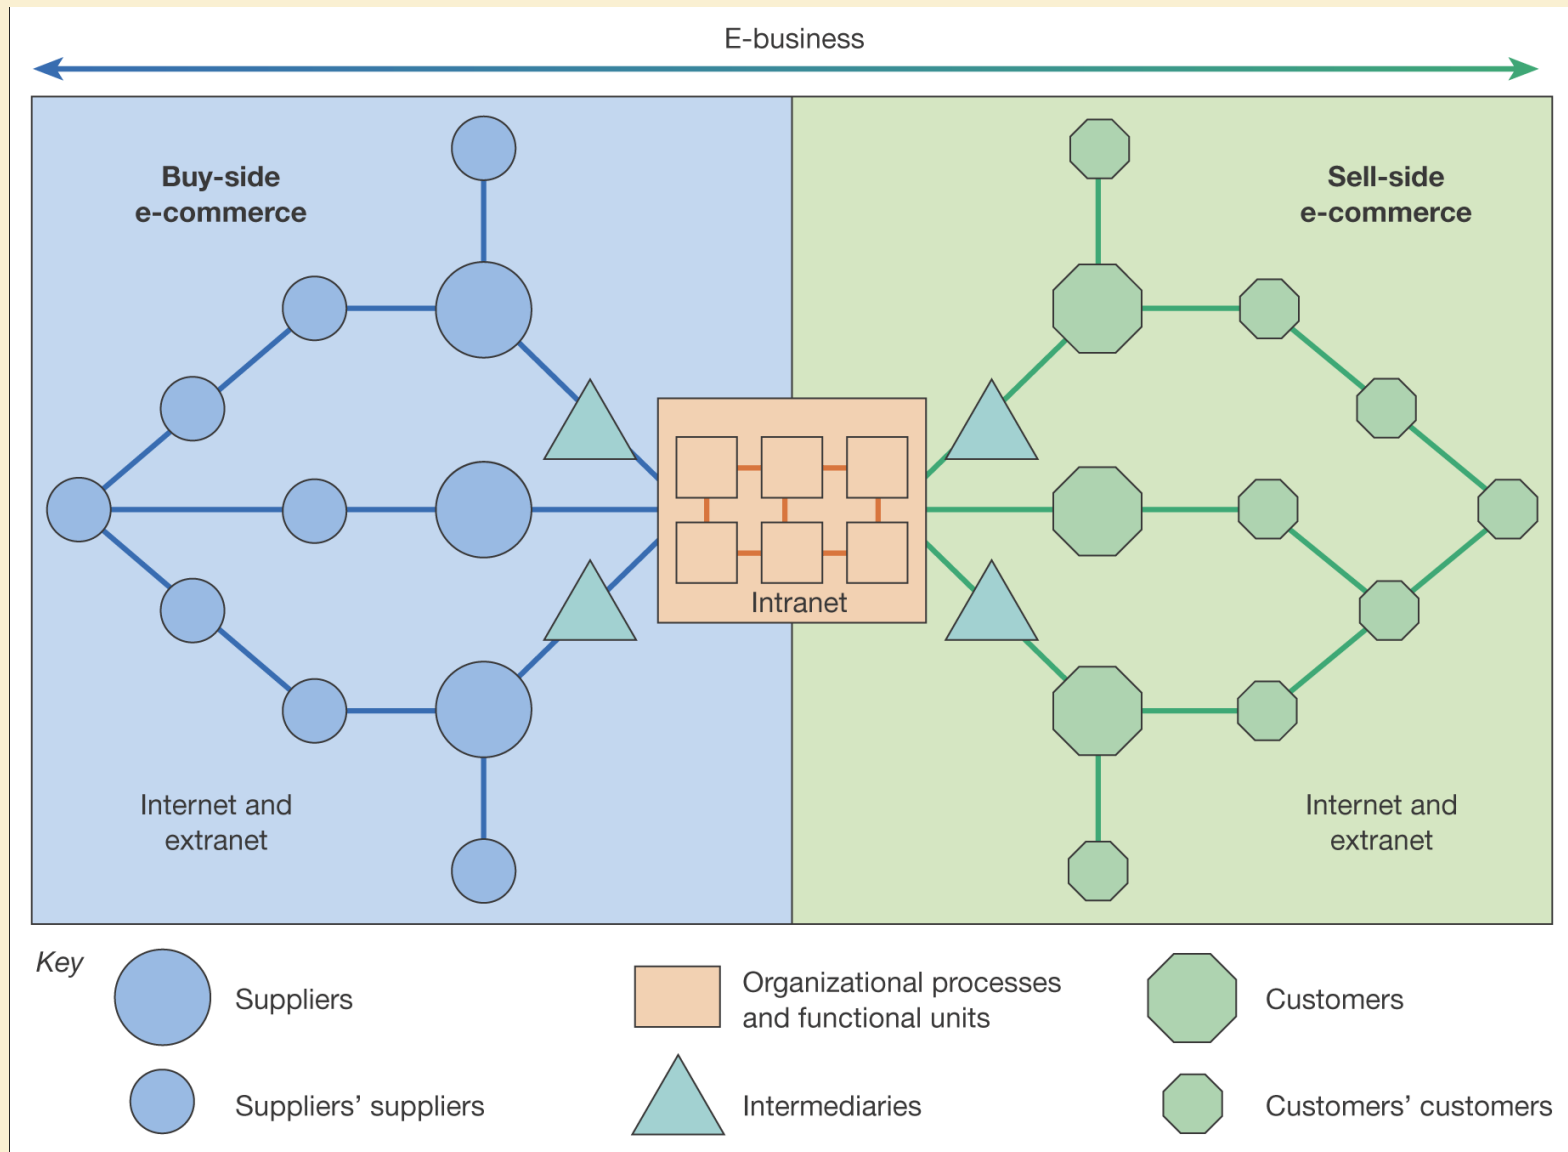 E-business
Buy-side
e-commerce
Sell-side
e-commerce
Intranet
Internet and
extranet
Internet and
extranet
Key
Suppliers
Organizational processes
and functional units
Customers
Suppliers’ suppliers
Intermediaries
Customers’ customers